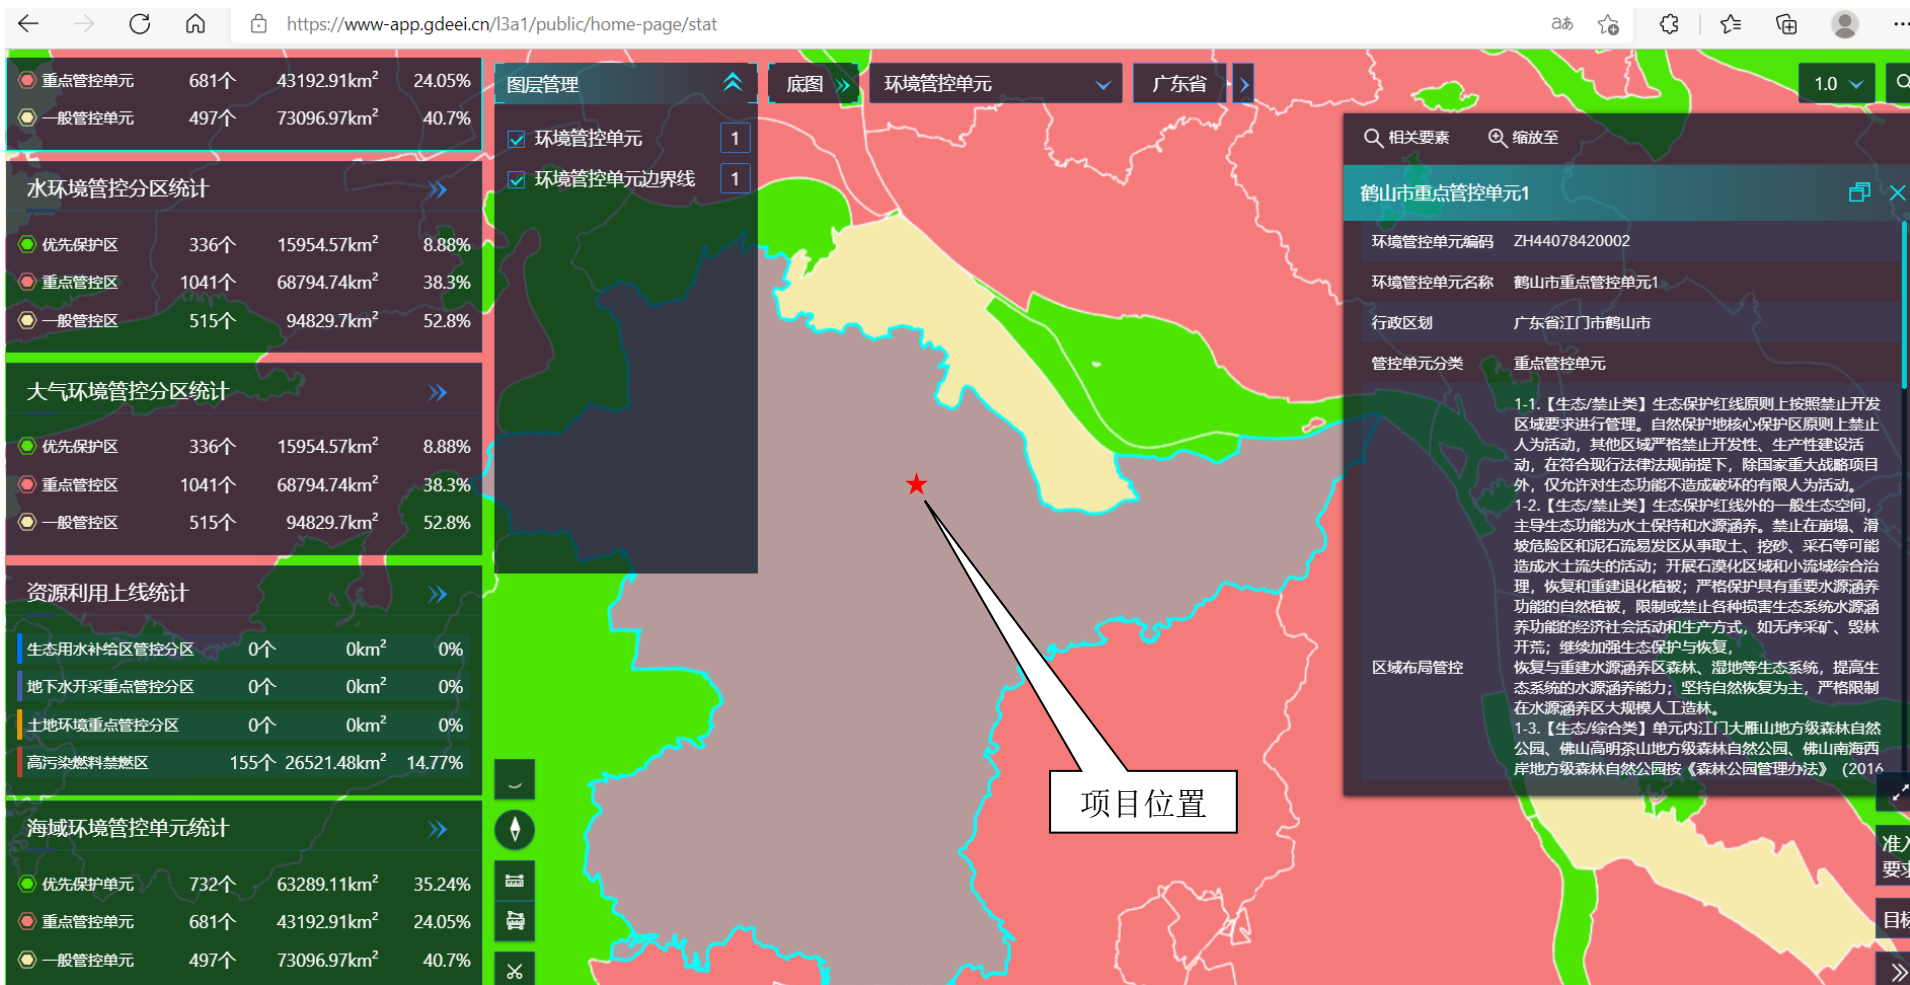 https://www-app.gdeei.cn/l3a1/public/home-page/stat
重点管控单元 681个 43192.91km² 24.05%
一般管控单元 497个 73096.97km² 40.7%
水环境管控分区统计
优先保护区 336个 15954.57km² 8.88%
重点管控区 1041个 68794.74km² 38.3%
一般管控区 515个 94829.7km² 52.8%
大气环境管控分区统计
优先保护区 336个 15954.57km² 8.88%
重点管控区 1041个 68794.74km² 38.3%
一般管控区 515个 94829.7km² 52.8%
资源利用上线统计
生态用水补给区管控分区 0个 0km² 0%
地下水开采重点管控分区 0个 0km² 0%
土地环境重点管控分区 0个 0km² 0%
高污染燃料禁燃区 155个 26521.48km² 14.77%
海域环境管控单元统计
优先保护单元 732个 63289.11km² 35.24%
重点管控单元 681个 43192.91km² 24.05%
一般管控单元 497个 73096.97km² 40.7%
图层管理
环境管控单元 1
环境管控单元边界线 1
底图
环境管控单元
广东省
1.0
项目位置
相关要素 缩放至
鹤山市重点管控单元1
环境管控单元编码 ZH44078420002
环境管控单元名称 鹤山市重点管控单元1
行政区划 广东省江门市鹤山市
管控单元分类 重点管控单元
区域布局管控
1-1.【生态/禁止类】生态保护红线原则上按照禁止开发
区域要求进行管理。自然保护地核心保护区原则上禁止
人为活动，其他区域严格禁止开发性、生产性建设活
动，在符合现行法律法规前提下，除国家重大战略项目
外，仅允许对生态功能不造成破坏的有限人为活动。
1-2.【生态/禁止类】生态保护红线外的一般生态空间，
主导生态功能为水土保持和水源涵养。禁止在崩塌、滑
坡危险区和泥石流易发区从事取土、挖砂、采石等可能
造成水土流失的活动；开展石漠化区域和小流域综合治
理，恢复和重建退化植被；严格保护具有重要水源涵养
功能的自然植被，限制或禁止各种损害生态系统水源涵
养功能的经济社会活动和生产方式，如无序采矿、毁林
开荒；继续加强生态保护与恢复，
恢复与重建水源涵养区森林、湿地等生态系统，提高生
态系统的水源涵养能力；坚持自然恢复为主，严格限制
在水源涵养区大规模人工造林。
1-3.【生态/综合类】单元内江门大雁山地方级森林自然
公园、佛山高明茶山地方级森林自然公园、佛山南海西
岸地方级森林自然公园按《森林公园管理办法》（2016
准入
要求
目标